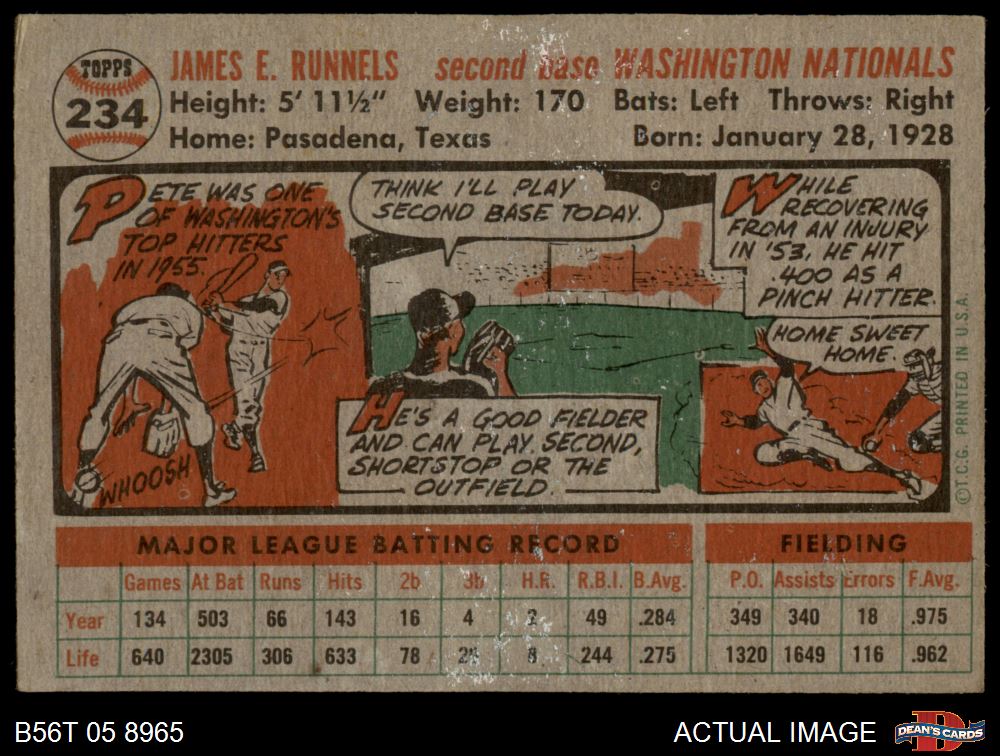 TOPPS
234
JAMES E. RUNNELS second base WASHINGTON NATIONALS
Height: 5' 11½" Weight: 170 Bats: Left Throws: Right
Home: Pasadena, Texas Born: January 28, 1928
PETE WAS ONE
OF WASHINGTON'S
TOP HITTERS
IN 1955.
WHOOSH
THINK I'LL PLAY
SECOND BASE TODAY.
HE'S A GOOD FIELDER
AND CAN PLAY SECOND,
SHORTSTOP OR THE
OUTFIELD.
WHILE
RECOVERING
FROM AN INJURY
IN '53, HE HIT
.400 AS A
PINCH HITTER.
HOME SWEET
HOME.
©T.C.G. PRINTED IN U.S.A.
MAJOR LEAGUE BATTING RECORD FIELDING
Games At Bat Runs Hits 2b 3b H.R. R.B.I. B.Avg. P.O. Assists Errors F.Avg.
Year 134 503 66 143 16 4 2 49 .284 349 340 18 .975
Life 640 2305 306 633 78 8 244 .275 1320 1649 116 .962
B56T 05 8965 ACTUAL IMAGE
D
DEAN'S CARDS